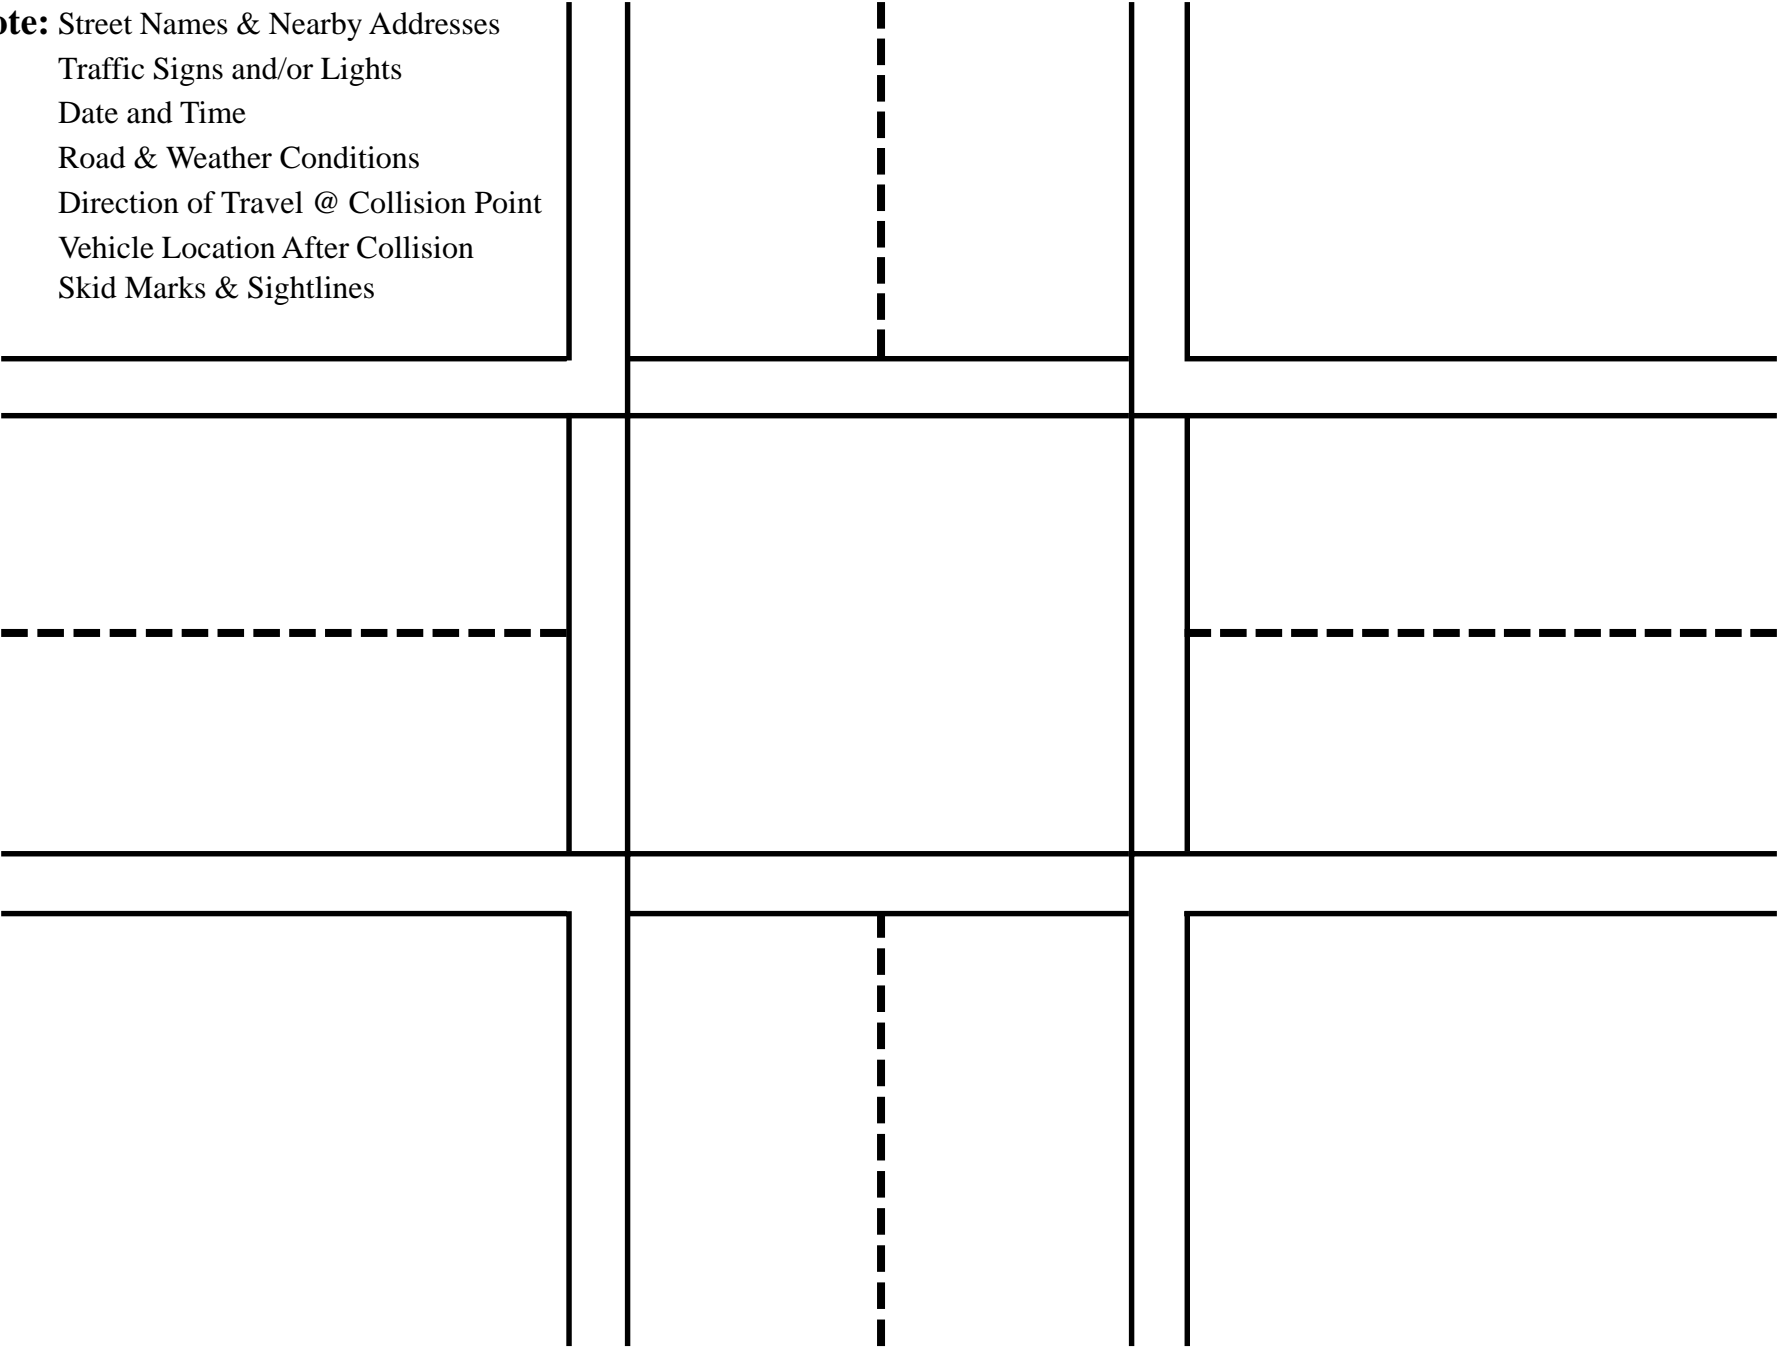 ote: Street Names & Nearby Addresses
Traffic Signs and/or Lights
Date and Time
Road & Weather Conditions
Direction of Travel @ Collision Point
Vehicle Location After Collision
Skid Marks & Sightlines